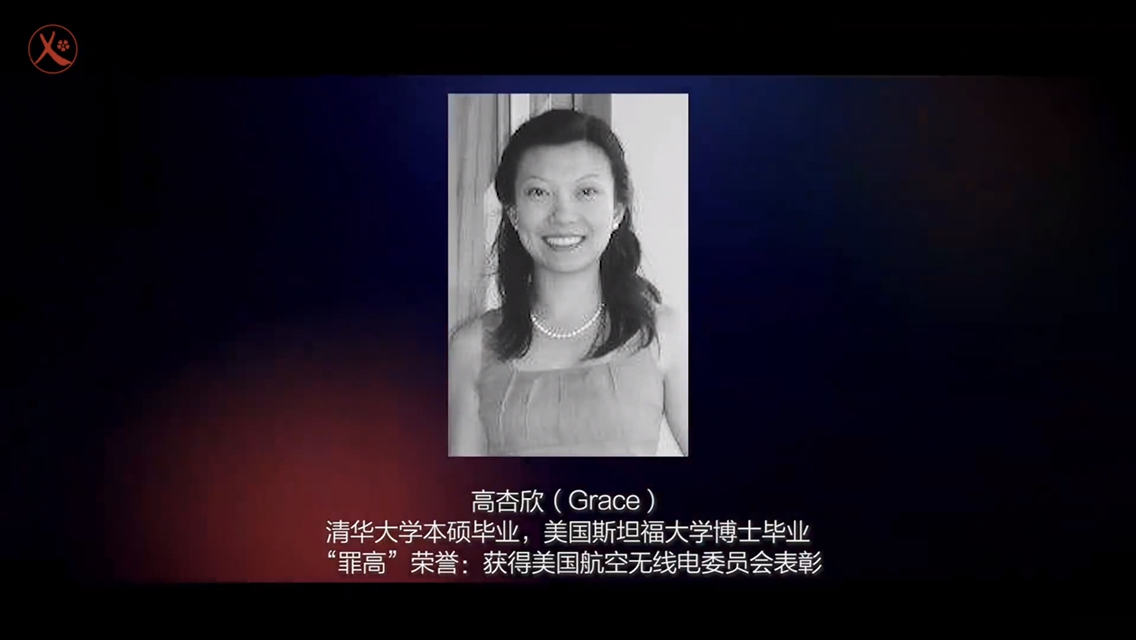 高杏欣（Grace）
清华大学本硕毕业，美国斯坦福大学博士毕业
“罪高”荣誉：获得美国航空无线电委员会表彰